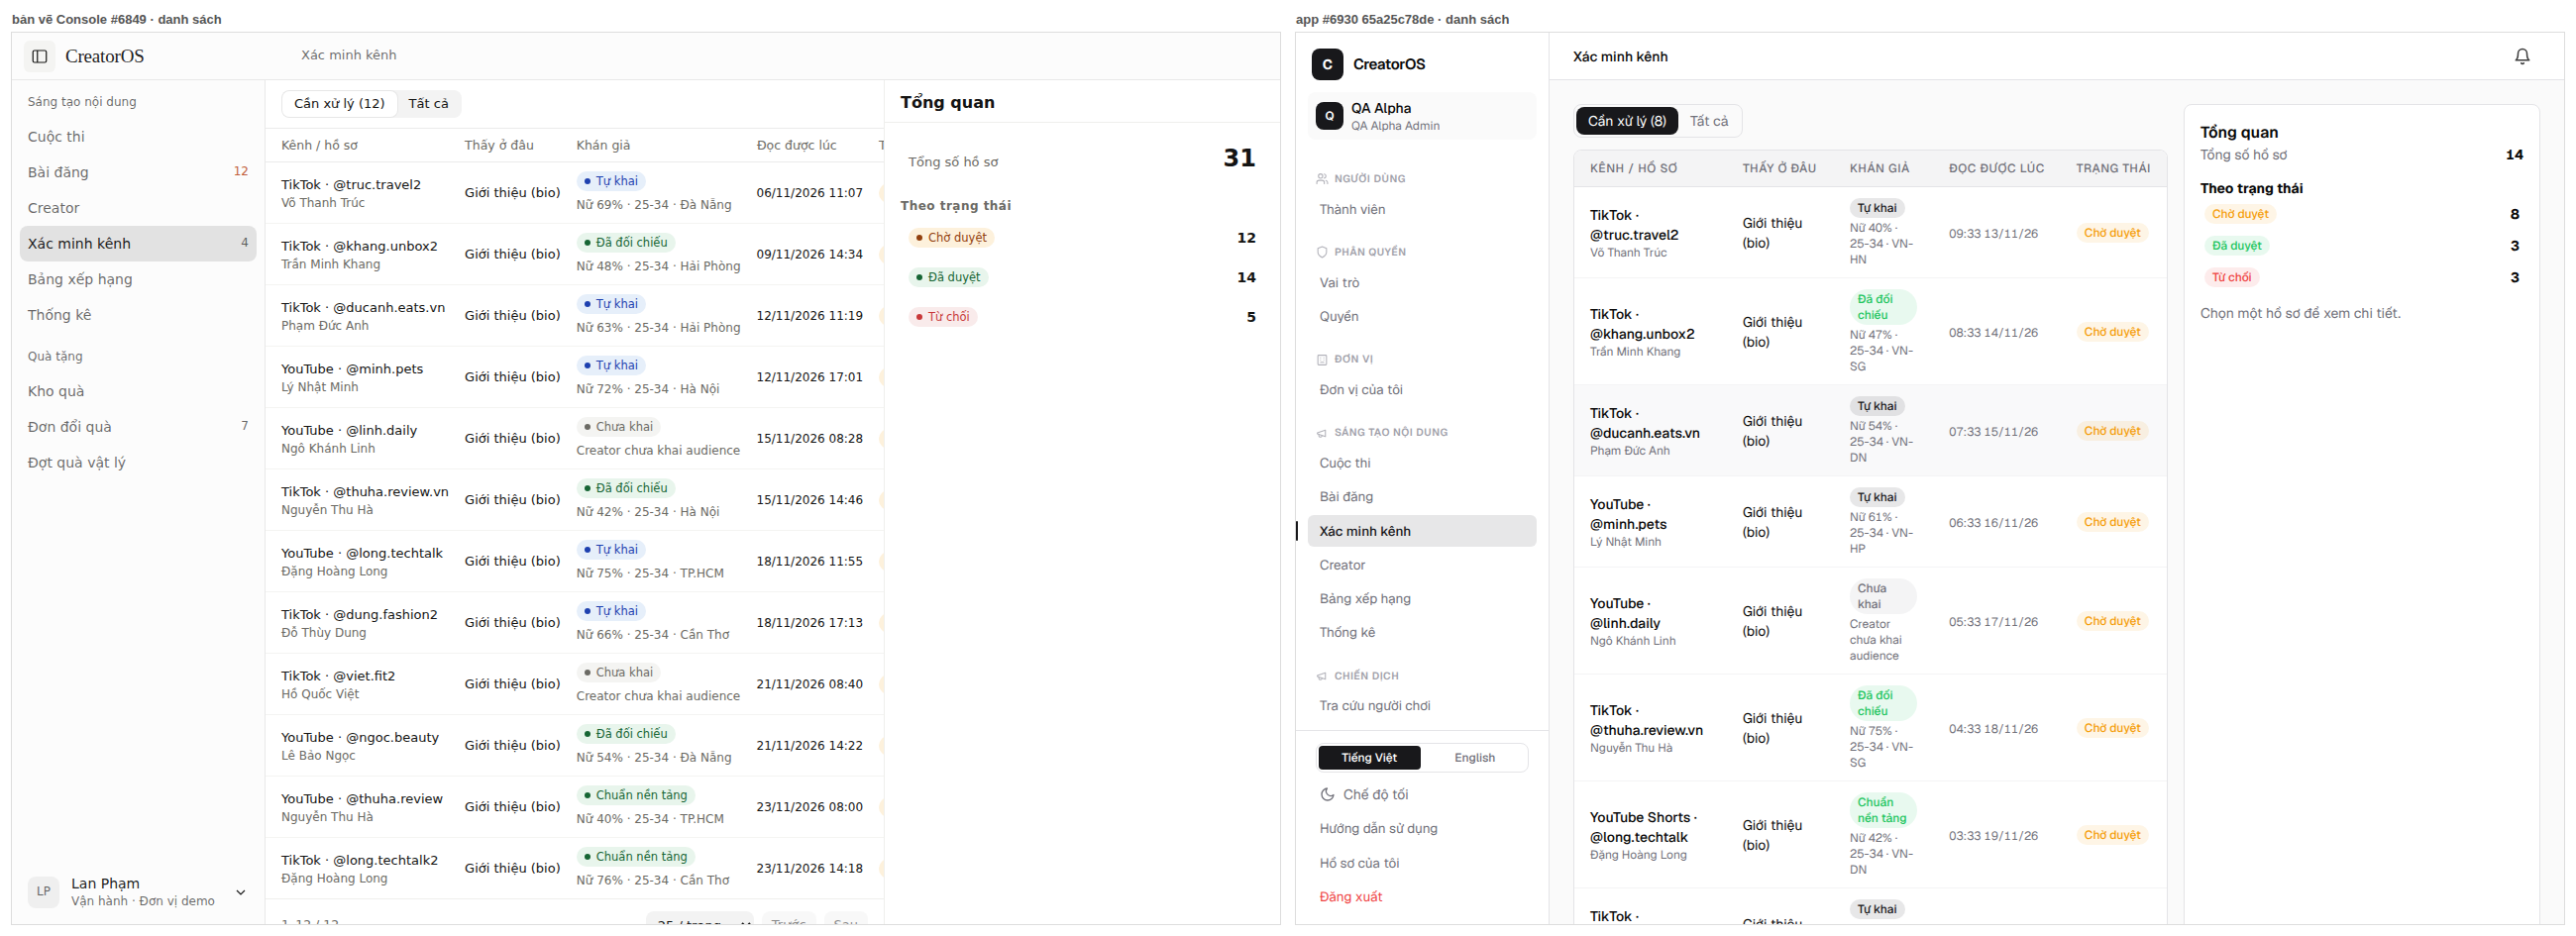 bản vẽ Console #6849 · danh sách
CreatorOS
Xác minh kênh
Sáng tạo nội dung
Cuộc thi
Bài đăng 12
Creator
Xác minh kênh 4
Bảng xếp hạng
Thống kê
Quà tặng
Kho quà
Đơn đổi quà 7
Đợt quà vật lý
LP
Lan Phạm
Vận hành · Đơn vị demo
Cần xử lý (12) Tất cả
Kênh / hồ sơ Thấy ở đâu Khán giả Đọc được lúc T
TikTok · @truc.travel2
Võ Thanh Trúc
Giới thiệu (bio)
Tự khai
Nữ 69% · 25-34 · Đà Nẵng
06/11/2026 11:07
TikTok · @khang.unbox2
Trần Minh Khang
Giới thiệu (bio)
Đã đối chiếu
Nữ 48% · 25-34 · Hải Phòng
09/11/2026 14:34
TikTok · @ducanh.eats.vn
Phạm Đức Anh
Giới thiệu (bio)
Tự khai
Nữ 63% · 25-34 · Hải Phòng
12/11/2026 11:19
YouTube · @minh.pets
Lý Nhật Minh
Giới thiệu (bio)
Tự khai
Nữ 72% · 25-34 · Hà Nội
12/11/2026 17:01
YouTube · @linh.daily
Ngô Khánh Linh
Giới thiệu (bio)
Chưa khai
Creator chưa khai audience
15/11/2026 08:28
TikTok · @thuha.review.vn
Nguyễn Thu Hà
Giới thiệu (bio)
Đã đối chiếu
Nữ 42% · 25-34 · Hà Nội
15/11/2026 14:46
YouTube · @long.techtalk
Đặng Hoàng Long
Giới thiệu (bio)
Tự khai
Nữ 75% · 25-34 · TP.HCM
18/11/2026 11:55
TikTok · @dung.fashion2
Đỗ Thùy Dung
Giới thiệu (bio)
Tự khai
Nữ 66% · 25-34 · Cần Thơ
18/11/2026 17:13
TikTok · @viet.fit2
Hồ Quốc Việt
Giới thiệu (bio)
Chưa khai
Creator chưa khai audience
21/11/2026 08:40
YouTube · @ngoc.beauty
Lê Bảo Ngọc
Giới thiệu (bio)
Đã đối chiếu
Nữ 54% · 25-34 · Đà Nẵng
21/11/2026 14:22
YouTube · @thuha.review
Nguyễn Thu Hà
Giới thiệu (bio)
Chuẩn nền tảng
Nữ 40% · 25-34 · TP.HCM
23/11/2026 08:00
TikTok · @long.techtalk2
Đặng Hoàng Long
Giới thiệu (bio)
Chuẩn nền tảng
Nữ 76% · 25-34 · Cần Thơ
23/11/2026 14:18
Tổng quan
Tổng số hồ sơ 31
Theo trạng thái
Chờ duyệt 12
Đã duyệt 14
Từ chối 5
app #6930 65a25c78de · danh sách
C CreatorOS
Q
QA Alpha
QA Alpha Admin
NGƯỜI DÙNG
Thành viên
PHÂN QUYỀN
Vai trò
Quyền
ĐƠN VỊ
Đơn vị của tôi
SÁNG TẠO NỘI DUNG
Cuộc thi
Bài đăng
Xác minh kênh
Creator
Bảng xếp hạng
Thống kê
CHIẾN DỊCH
Tra cứu người chơi
Tiếng Việt English
Chế độ tối
Hướng dẫn sử dụng
Hồ sơ của tôi
Đăng xuất
Xác minh kênh
Cần xử lý (8) Tất cả
KÊNH / HỒ SƠ THẤY Ở ĐÂU KHÁN GIẢ ĐỌC ĐƯỢC LÚC TRẠNG THÁI
TikTok ·
@truc.travel2
Võ Thanh Trúc
Giới thiệu
(bio)
Tự khai
Nữ 40% ·
25-34 · VN-
HN
09:33 13/11/26
Chờ duyệt
TikTok ·
@khang.unbox2
Trần Minh Khang
Giới thiệu
(bio)
Đã đối
chiếu
Nữ 47% ·
25-34 · VN-
SG
08:33 14/11/26
Chờ duyệt
TikTok ·
@ducanh.eats.vn
Phạm Đức Anh
Giới thiệu
(bio)
Tự khai
Nữ 54% ·
25-34 · VN-
DN
07:33 15/11/26
Chờ duyệt
YouTube ·
@minh.pets
Lý Nhật Minh
Giới thiệu
(bio)
Tự khai
Nữ 61% ·
25-34 · VN-
HP
06:33 16/11/26
Chờ duyệt
YouTube ·
@linh.daily
Ngô Khánh Linh
Giới thiệu
(bio)
Chưa
khai
Creator
chưa khai
audience
05:33 17/11/26
Chờ duyệt
TikTok ·
@thuha.review.vn
Nguyễn Thu Hà
Giới thiệu
(bio)
Đã đối
chiếu
Nữ 75% ·
25-34 · VN-
SG
04:33 18/11/26
Chờ duyệt
YouTube Shorts ·
@long.techtalk
Đặng Hoàng Long
Giới thiệu
(bio)
Chuẩn
nền tảng
Nữ 42% ·
25-34 · VN-
DN
03:33 19/11/26
Chờ duyệt
TikTok ·
Tự khai
Tổng quan
Tổng số hồ sơ 14
Theo trạng thái
Chờ duyệt 8
Đã duyệt 3
Từ chối 3
Chọn một hồ sơ để xem chi tiết.